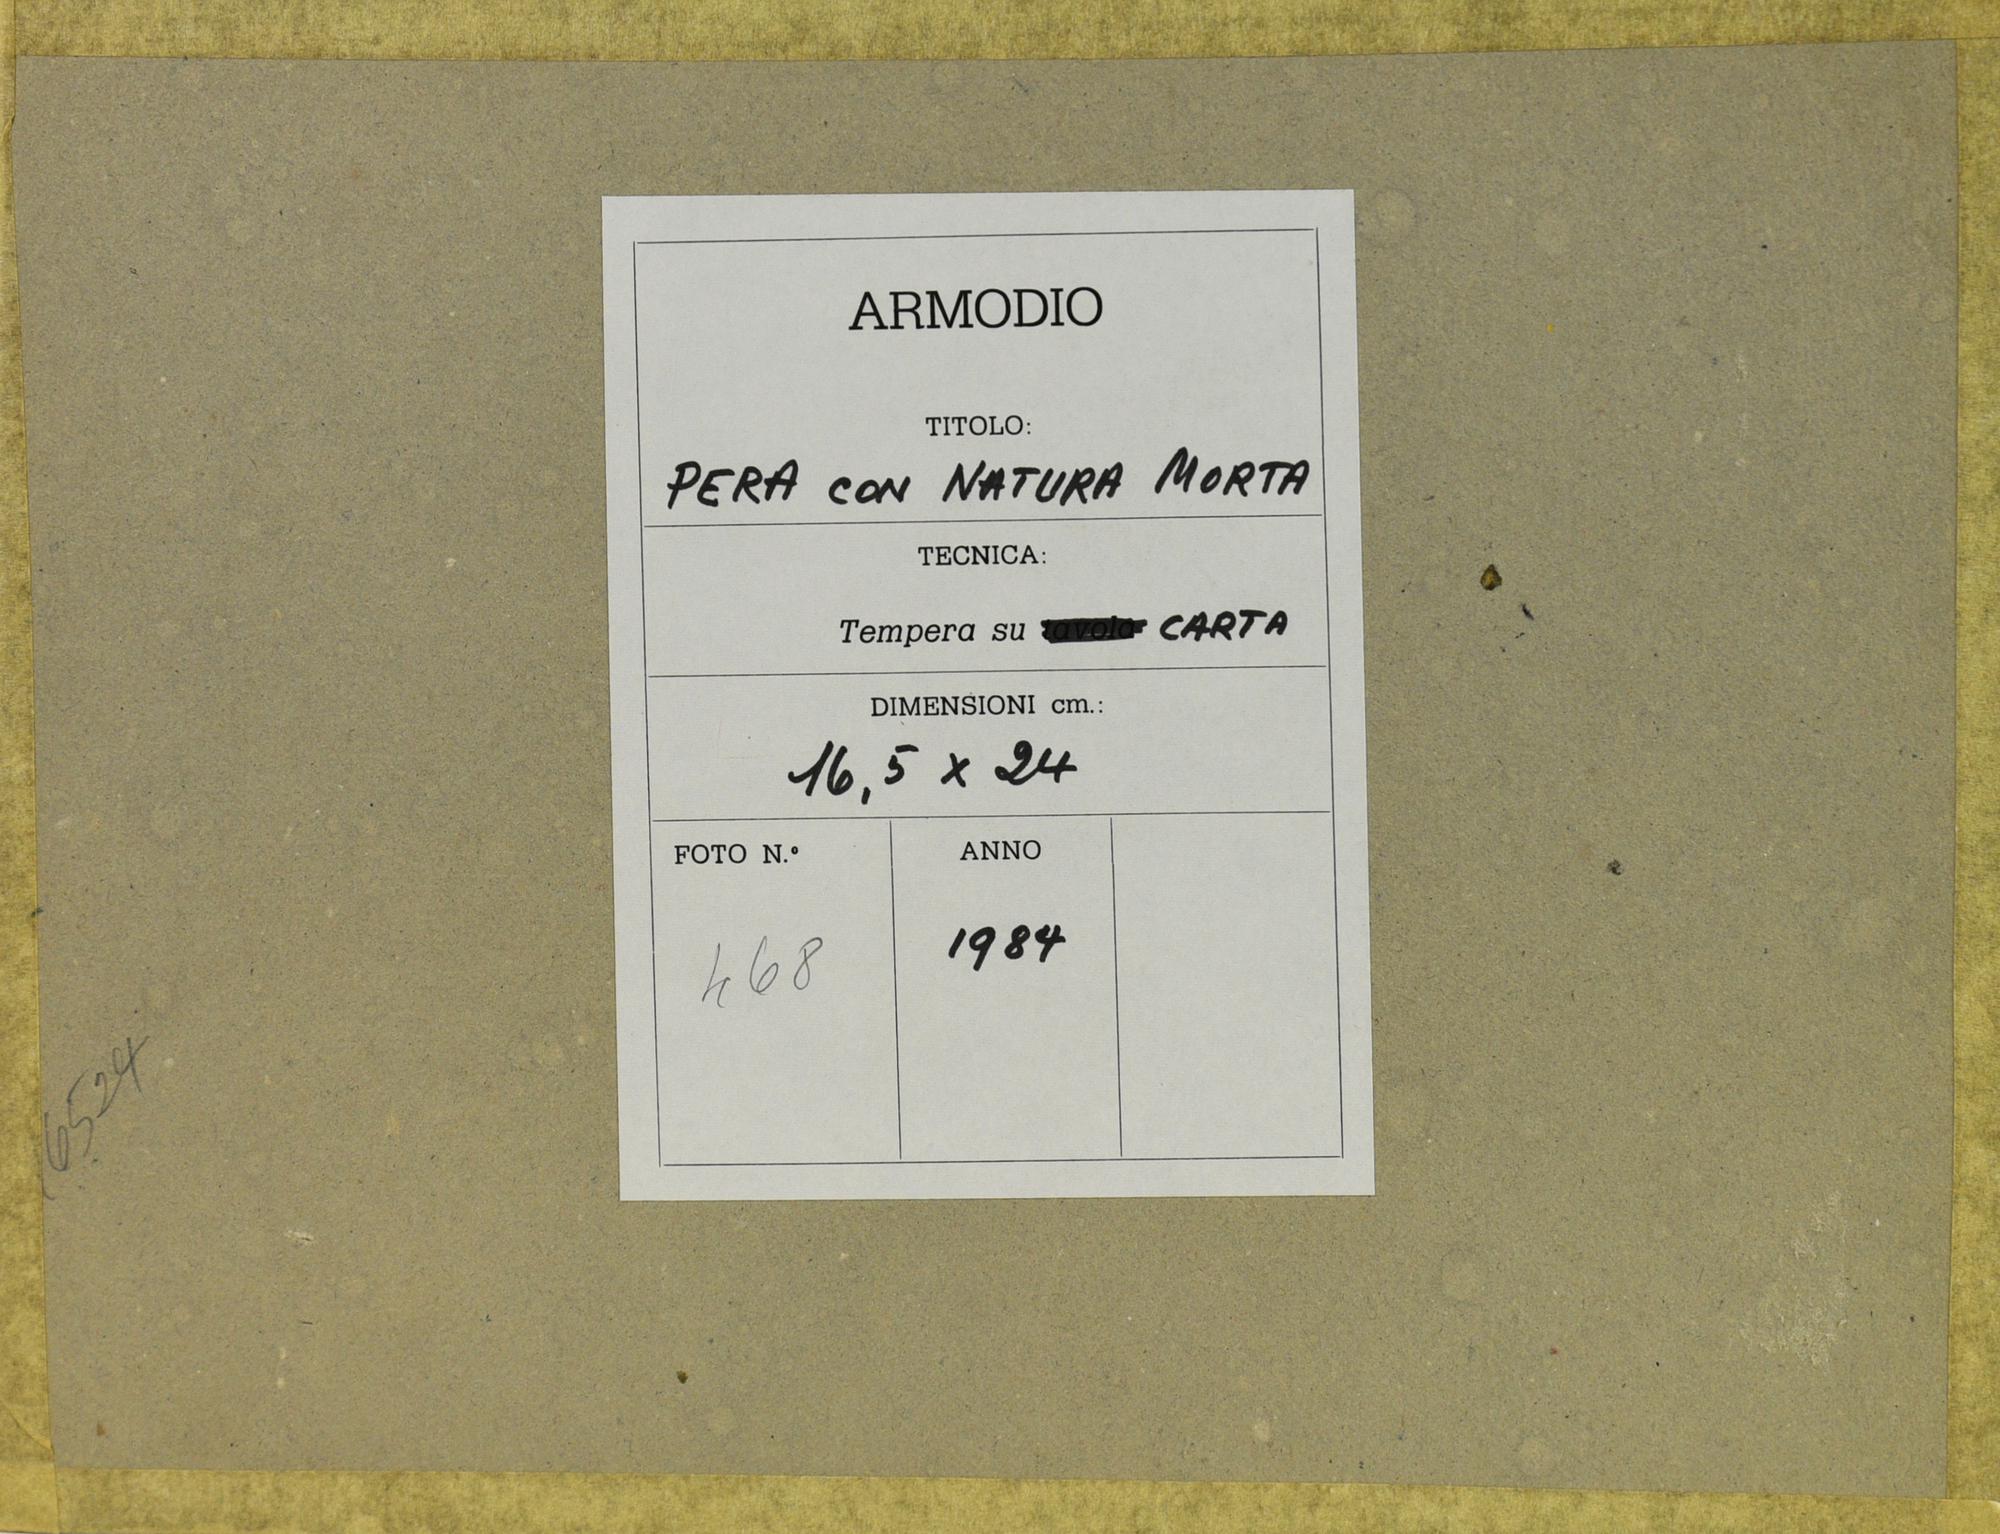 ARMODIO
TITOLO:
PERA CON NATURA MORTA
TECNICA:
Tempera su tavola CARTA
DIMENSIONI cm.:
16,5 x 24
FOTO N.° ANNO
468 1984
6524